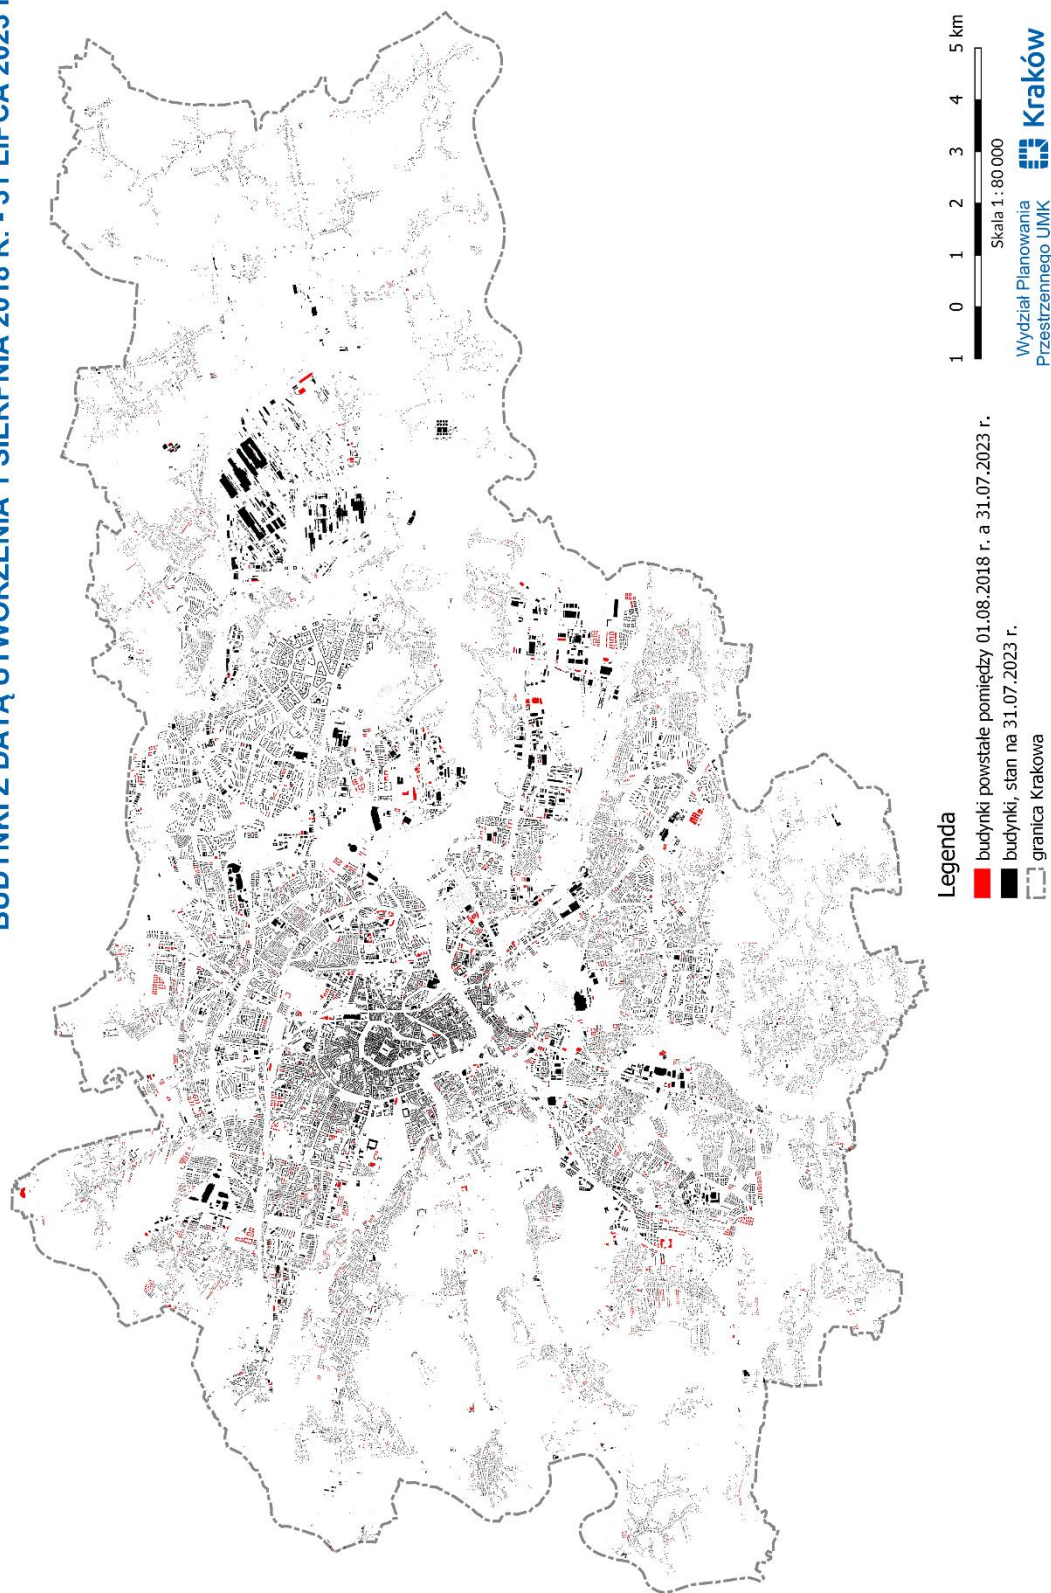 BUDYNKI Z DATĄ UTWORZENIA 1 SIERPNIA 2018 R. - 31 LIPCA 2023
Legenda
budynki powstałe pomiędzy 01.08.2018 r. a 31.07.2023 r.
budynki, stan na 31.07.2023 r.
granica Krakowa
1 0 1 2 3 4 5 km
Skala 1 : 80 000
Wydział Planowania
Przestrzennego UMK
Kraków